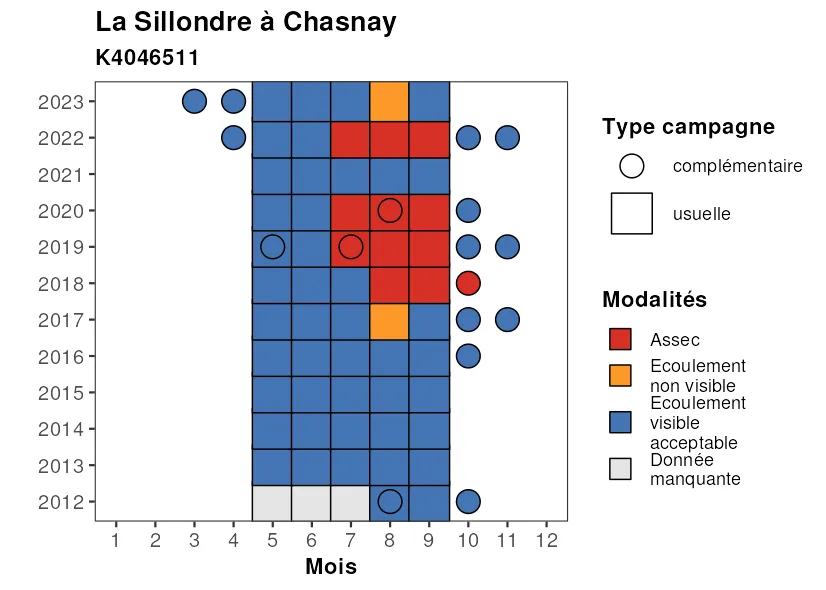 La Sillondre à Chasnay
K4046511
2023
2022
2021
2020
2019
2018
2017
2016
2015
2014
2013
2012
1 2 3 4 5 6 7 8 9 10 11 12
Mois
Type campagne
complémentaire
usuelle
Modalités
Assec
Ecoulement
non visible
Ecoulement
visible
acceptable
Donnée
manquante